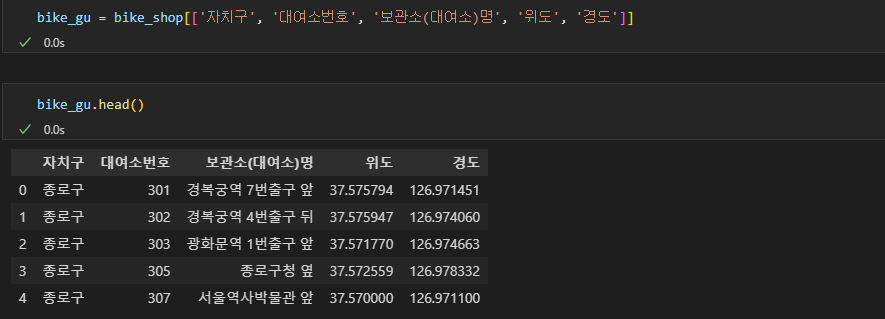 bike_gu = bike_shop[['자치구', '대여소번호', '보관소(대여소)명', '위도', '경도']]
0.0s
bike_gu.head()
0.0s
자치구 대여소번호 보관소(대여소)명 위도 경도
0 종로구 301 경복궁역 7번출구 앞 37.575794 126.971451
1 종로구 302 경복궁역 4번출구 뒤 37.575947 126.974060
2 종로구 303 광화문역 1번출구 앞 37.571770 126.974663
3 종로구 305 종로구청 옆 37.572559 126.978332
4 종로구 307 서울역사박물관 앞 37.570000 126.971100